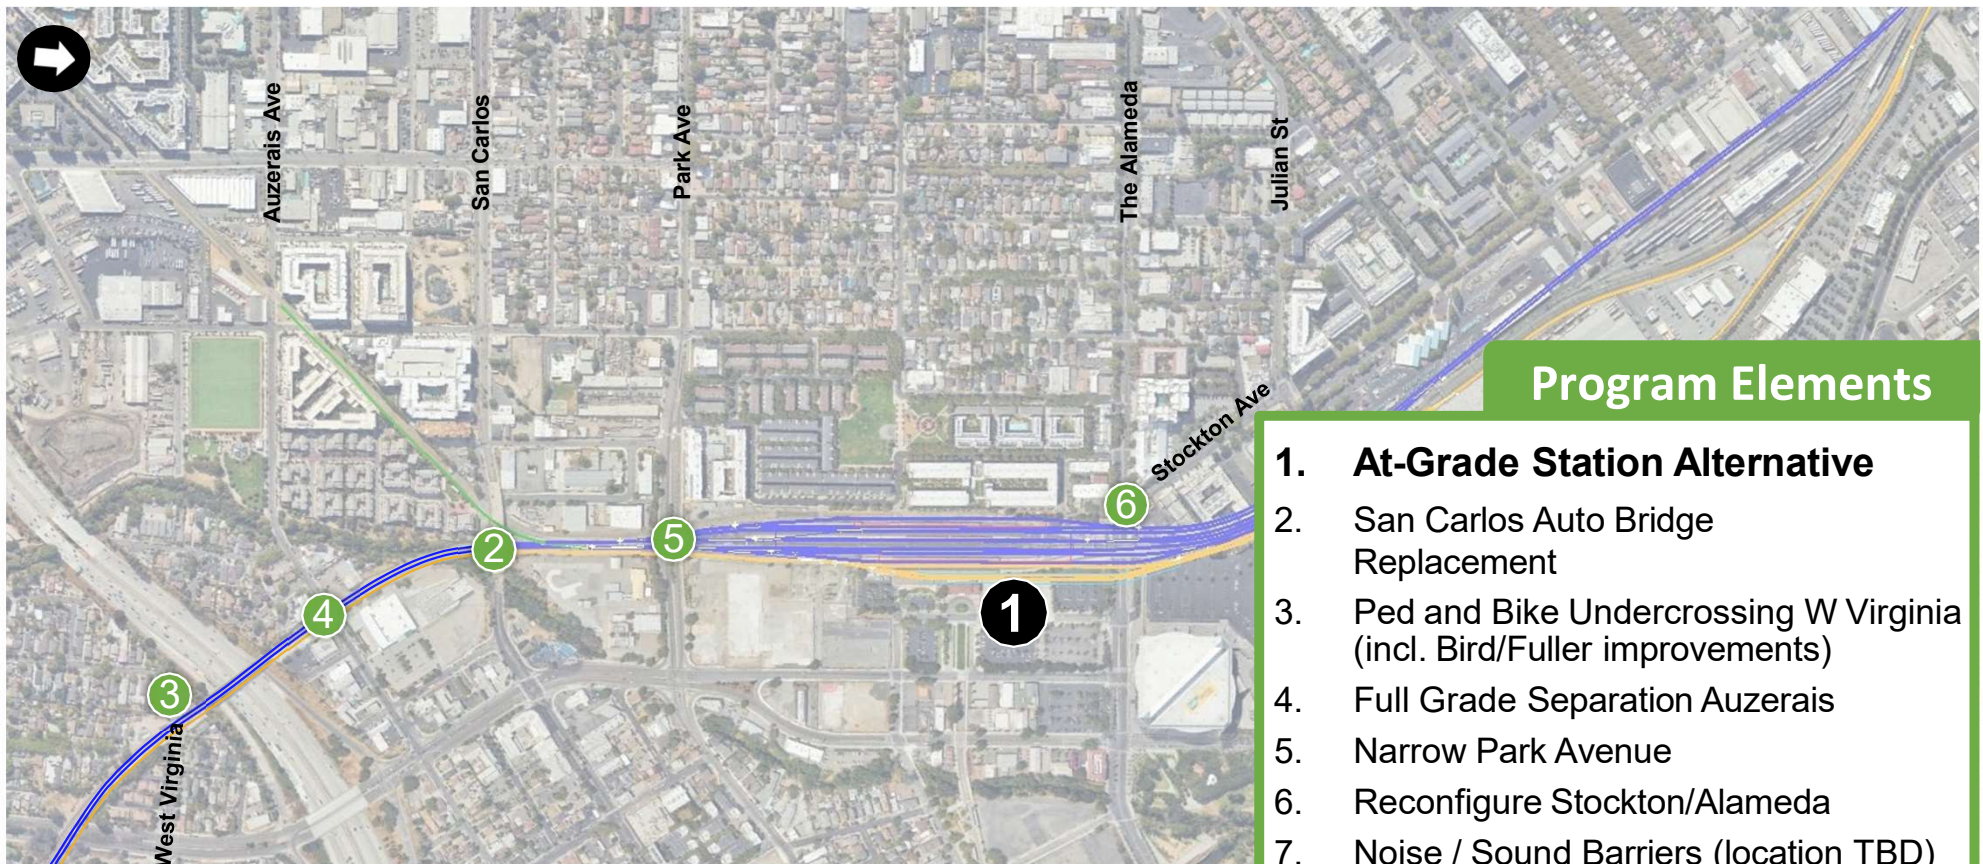 Auzerais Ave
San Carlos
Park Ave
The Alameda
Julian St
Stockton Ave
West Virginia
2
5
6
4
3
1
Program Elements
1. At-Grade Station Alternative
2. San Carlos Auto Bridge
Replacement
3. Ped and Bike Undercrossing W Virginia
(incl. Bird/Fuller improvements)
4. Full Grade Separation Auzerais
5. Narrow Park Avenue
6. Reconfigure Stockton/Alameda
7. Noise / Sound Barriers (location TBD)